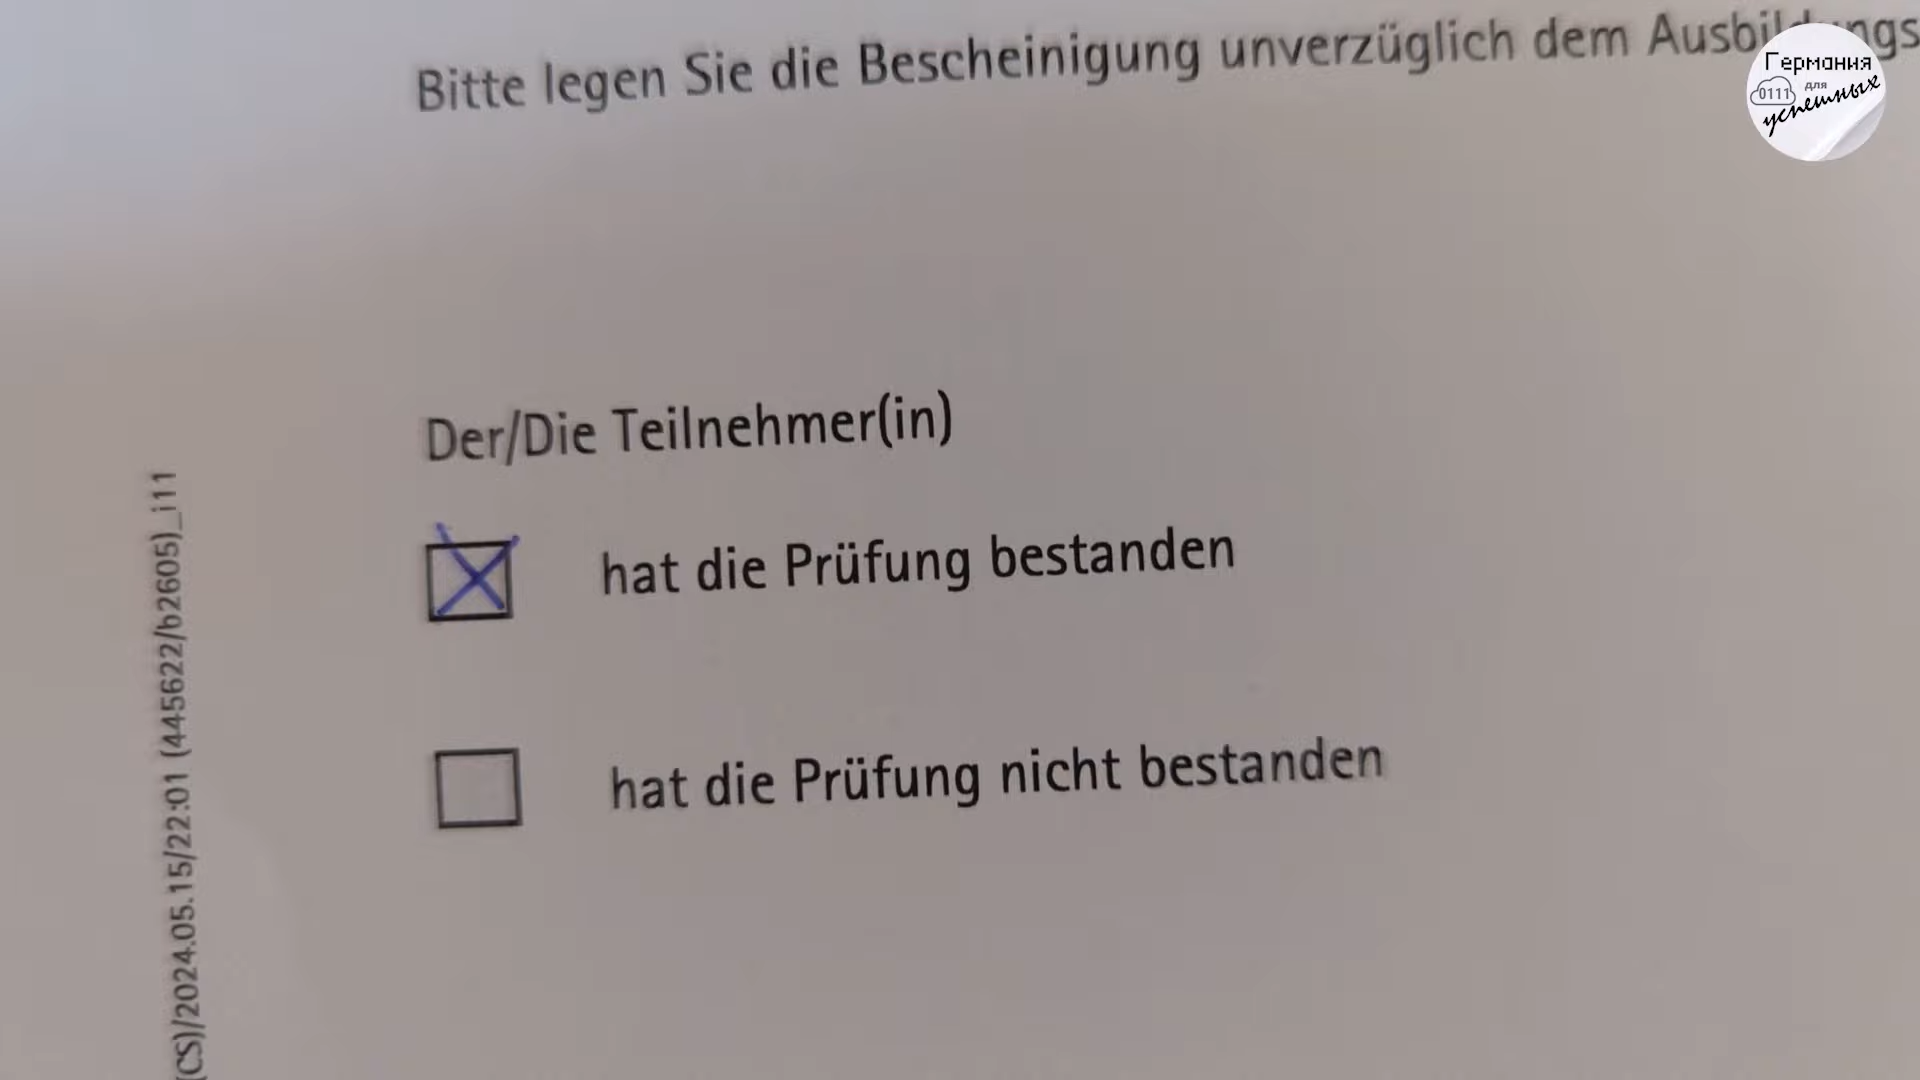 Bitte legen Sie die Bescheinigung unverzüglich dem
Германия
0111 для
успешных
Der/Die Teilnehmer(in)
hat die Prüfung bestanden
hat die Prüfung nicht bestanden
CS)/2024.05.15/22:01 (445622/b2605)_i11